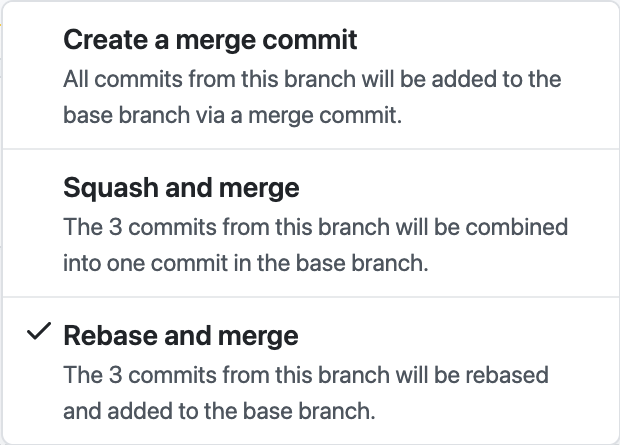 Create a merge commit
All commits from this branch will be added to the
base branch via a merge commit.
Squash and merge
The 3 commits from this branch will be combined
into one commit in the base branch.
Rebase and merge
The 3 commits from this branch will be rebased
and added to the base branch.